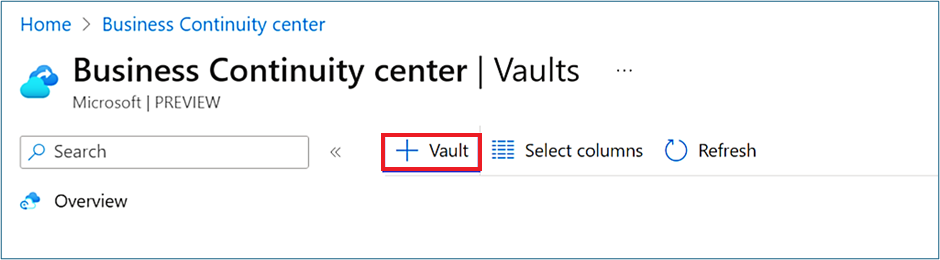 Home > Business Continuity center
Business Continuity center | Vaults ...
Microsoft | PREVIEW
Search «
+ Vault Select columns Refresh
Overview